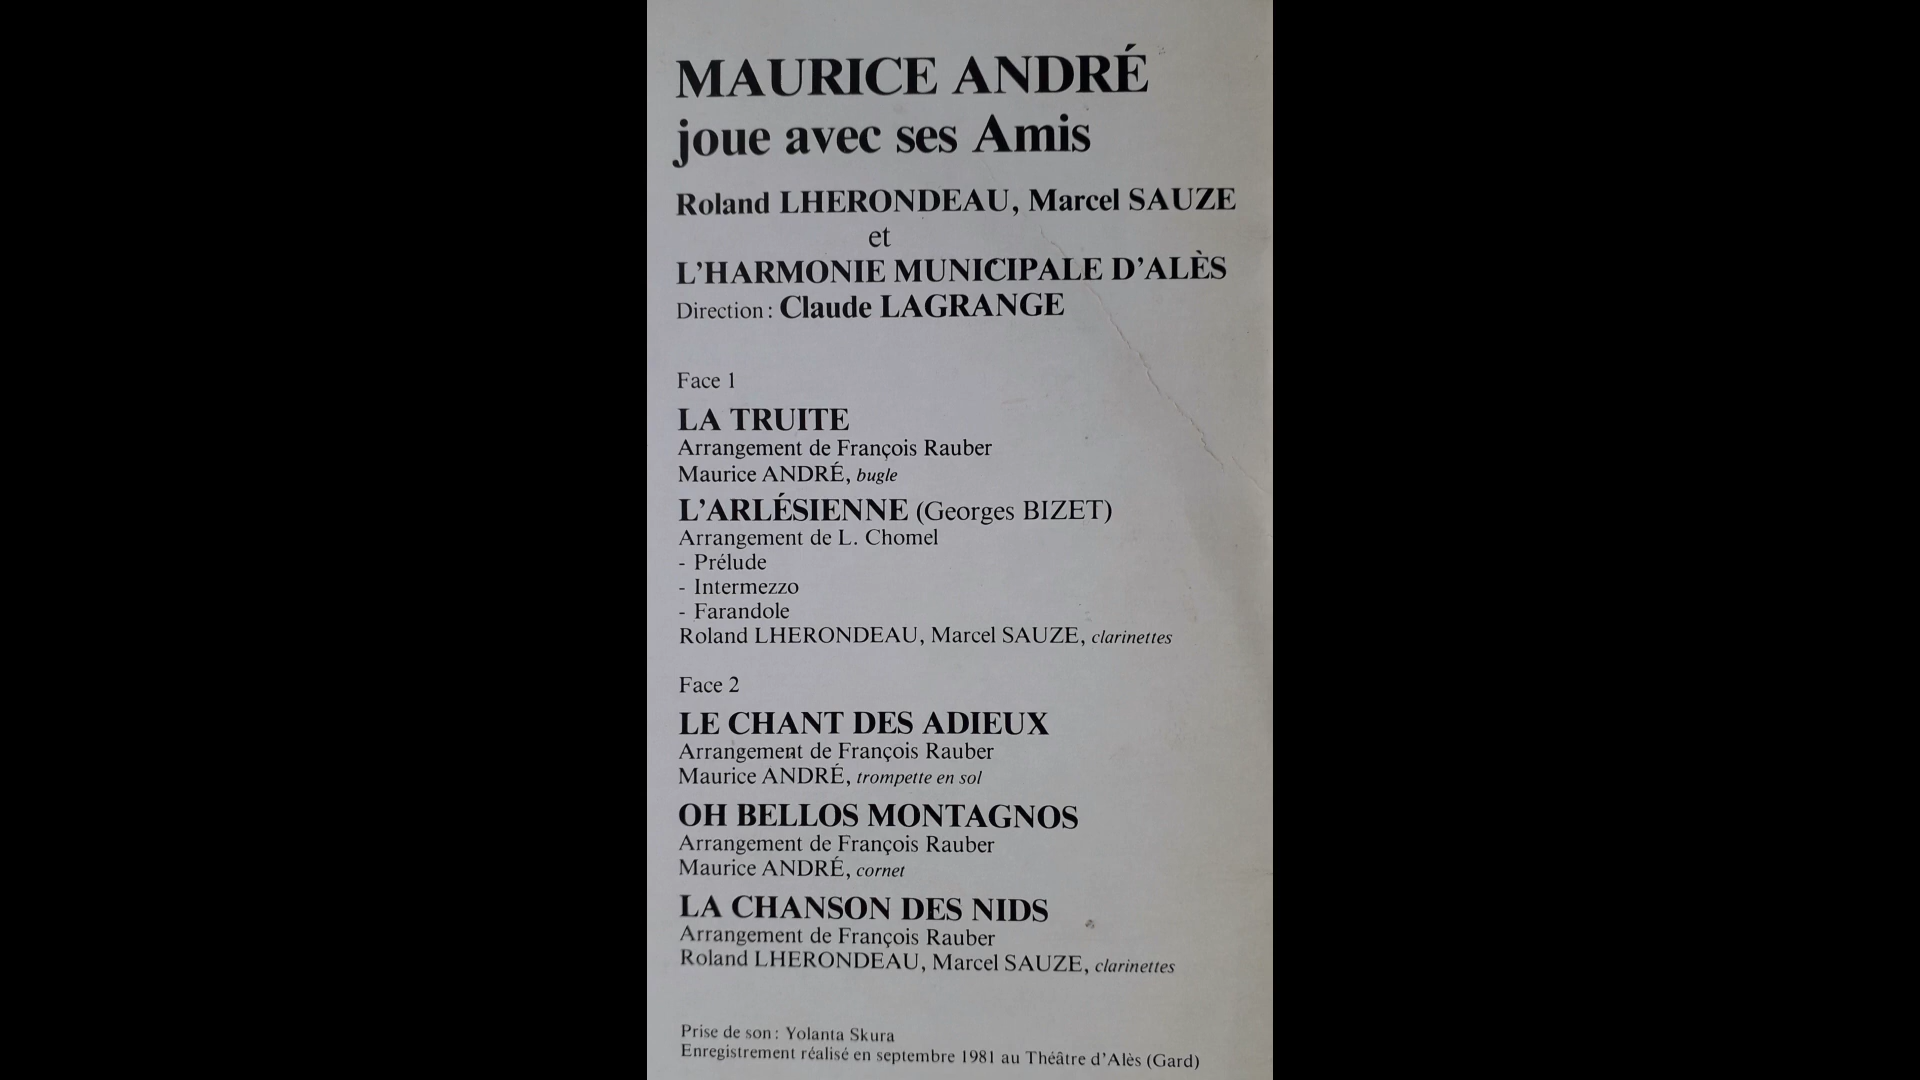 MAURICE ANDRÉ
joue avec ses Amis
Roland LHERONDEAU, Marcel SAUZE
et
L'HARMONIE MUNICIPALE D'ALÈS
Direction : Claude LAGRANGE
Face 1
LA TRUITE
Arrangement de François Rauber
Maurice ANDRÉ, bugle
L'ARLÉSIENNE (Georges BIZET)
Arrangement de L. Chomel
- Prélude
- Intermezzo
- Farandole
Roland LHERONDEAU, Marcel SAUZE, clarinettes
Face 2
LE CHANT DES ADIEUX
Arrangement de François Rauber
Maurice ANDRÉ, trompette en sol
OH BELLOS MONTAGNOS
Arrangement de François Rauber
Maurice ANDRÉ, cornet
LA CHANSON DES NIDS
Arrangement de François Rauber
Roland LHERONDEAU, Marcel SAUZE, clarinettes
Prise de son : Yolanta Skura
Enregistrement réalisé en septembre 1981 au Théâtre d'Alès (Gard)